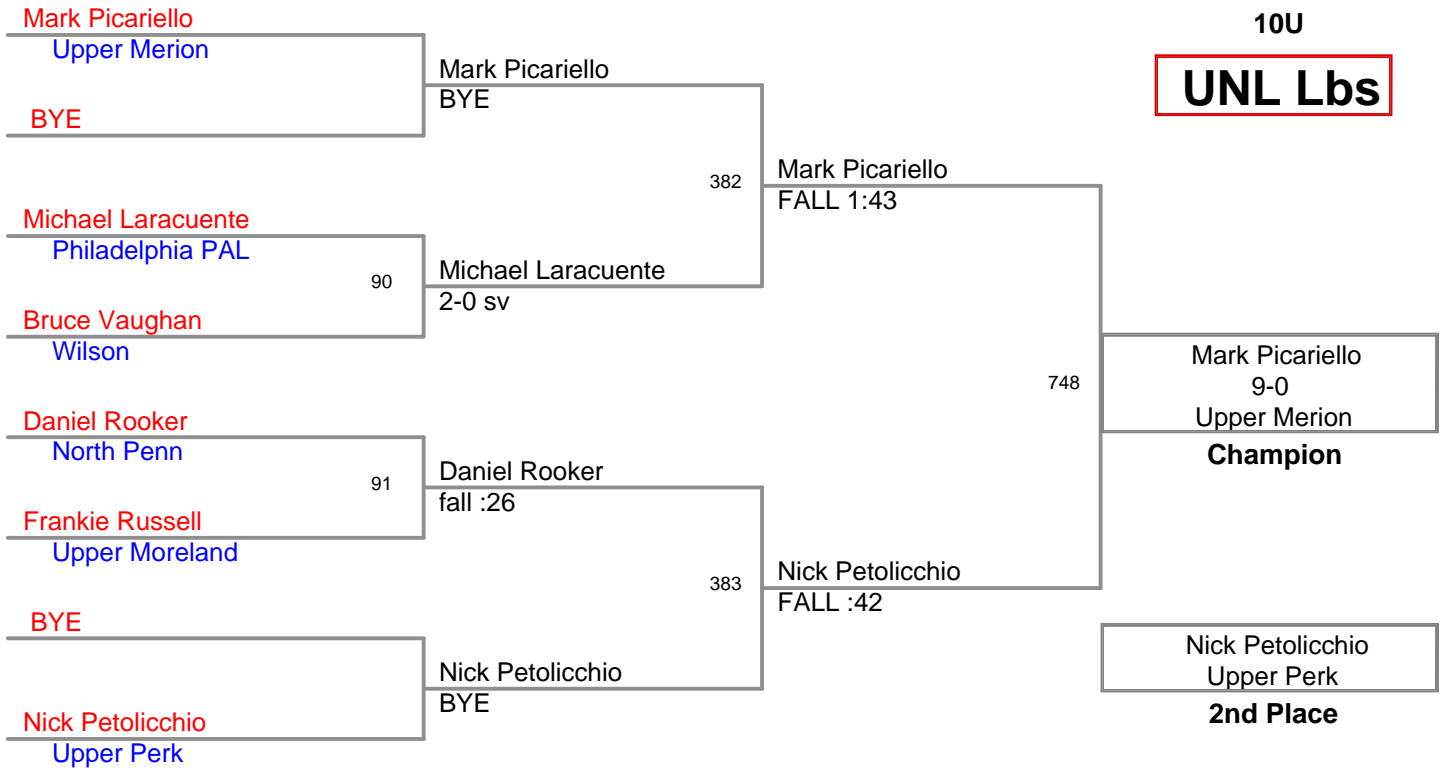 Mark Picariello
Upper Merion
BYE
Michael Laracuente
Philadelphia PAL
90
Bruce Vaughan
Wilson
Daniel Rooker
North Penn
91
Frankie Russell
Upper Moreland
BYE
Nick Petolicchio
Upper Perk
Mark Picariello
BYE
382
Michael Laracuente
2-0 sv
Daniel Rooker
fall :26
383
Nick Petolicchio
BYE
Mark Picariello
FALL 1:43
748
Nick Petolicchio
FALL :42
10U
UNL Lbs
Mark Picariello
9-0
Upper Merion
Champion
Nick Petolicchio
Upper Perk
2nd Place